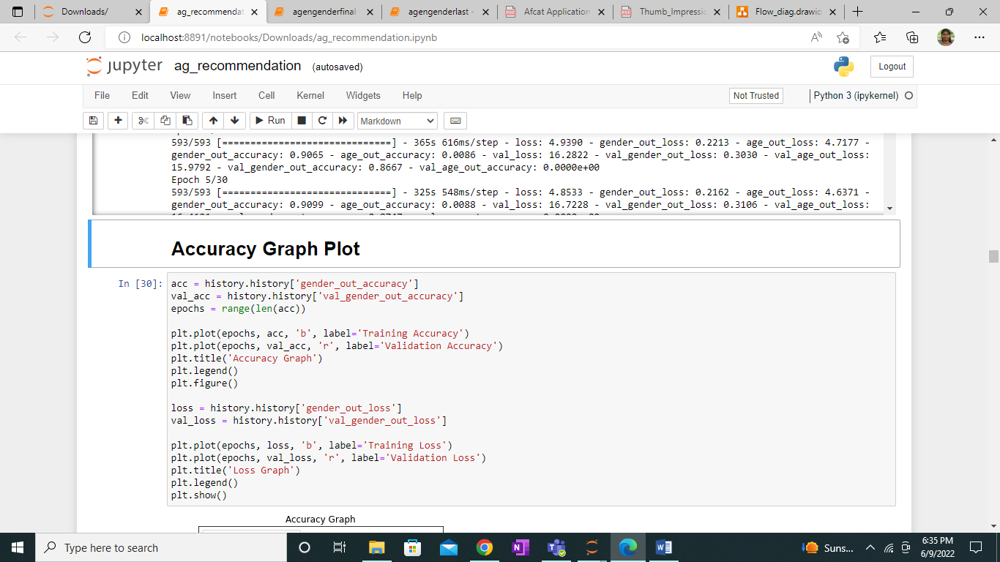 Downloads/
ag_recommendat
agengenderfinal -
agengenderlast -
Afcat Application
Thumb_Impressic
Flow_diag.drawio
localhost:8891/notebooks/Downloads/ag_recommendation.ipynb
jupyter ag_recommendation (autosaved)
Logout
File Edit View Insert Cell Kernel Widgets Help
Not Trusted
Python 3 (ipykernel)
Run
Markdown
593/593 [==============================] - 365s 616ms/step - loss: 4.9390 - gender_out_loss: 0.2213 - age_out_loss: 4.7177 -
gender_out_accuracy: 0.9065 - age_out_accuracy: 0.0086 - val_loss: 16.2822 - val_gender_out_loss: 0.3030 - val_age_out_loss:
15.9792 - val_gender_out_accuracy: 0.8667 - val_age_out_accuracy: 0.0000e+00
Epoch 5/30
593/593 [==============================] - 325s 548ms/step - loss: 4.8533 - gender_out_loss: 0.2162 - age_out_loss: 4.6371 -
gender_out_accuracy: 0.9099 - age_out_accuracy: 0.0088 - val_loss: 16.7228 - val_gender_out_loss: 0.3106 - val_age_out_loss:
Accuracy Graph Plot
In [30]:
acc = history.history['gender_out_accuracy']
val_acc = history.history['val_gender_out_accuracy']
epochs = range(len(acc))
plt.plot(epochs, acc, 'b', label='Training Accuracy')
plt.plot(epochs, val_acc, 'r', label='Validation Accuracy')
plt.title('Accuracy Graph')
plt.legend()
plt.figure()
loss = history.history['gender_out_loss']
val_loss = history.history['val_gender_out_loss']
plt.plot(epochs, loss, 'b', label='Training Loss')
plt.plot(epochs, val_loss, 'r', label='Validation Loss')
plt.title('Loss Graph')
plt.legend()
plt.show()
Accuracy Graph
Type here to search
Suns...
6:35 PM
6/9/2022